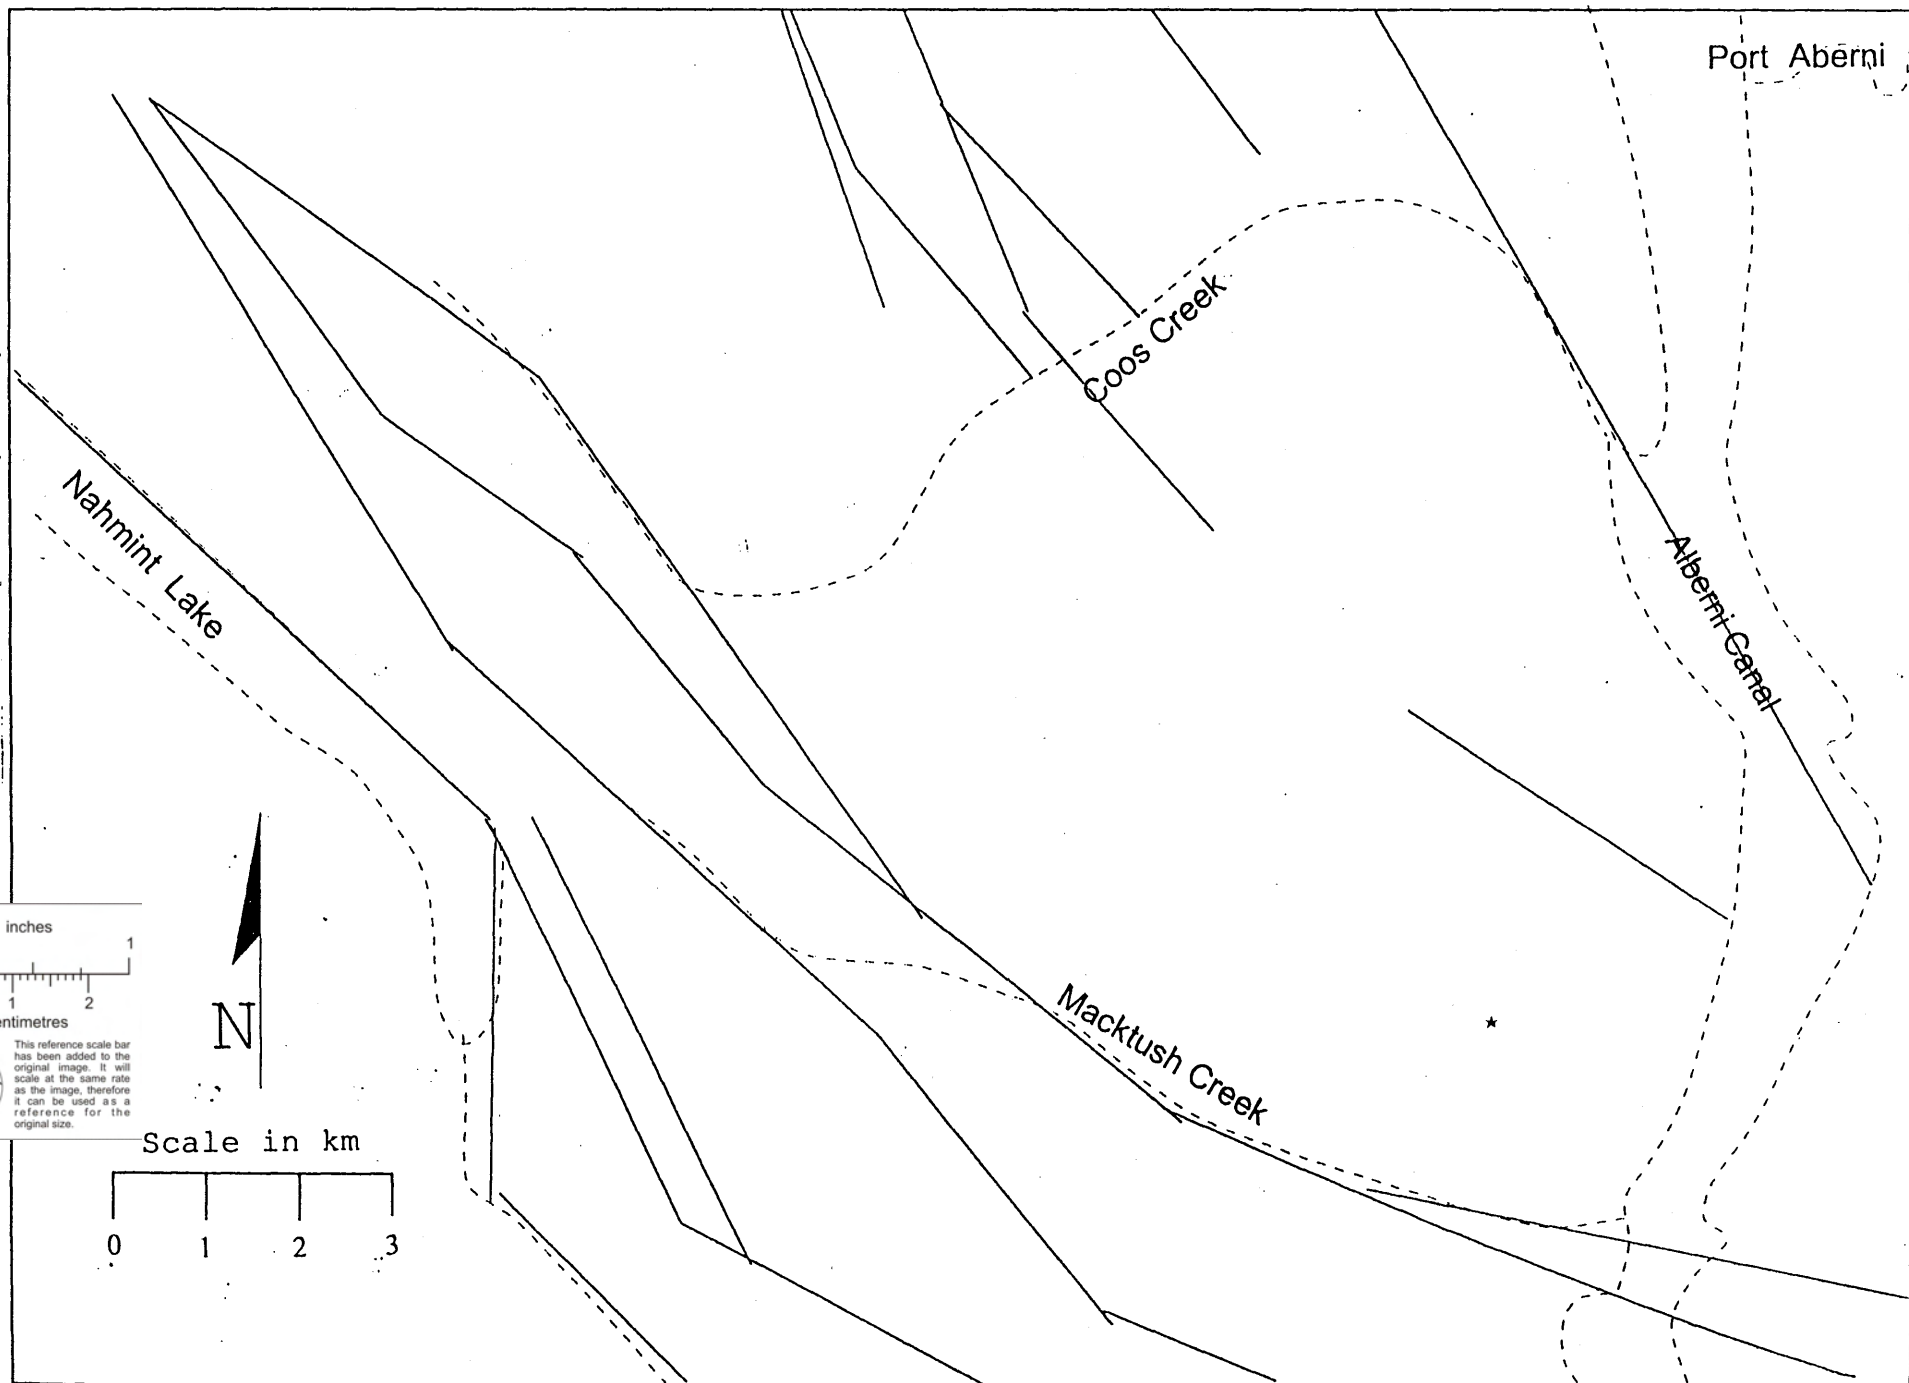 Port Aberni
Coos Creek
Nahmint Lake
Alberni Canal
Macktush Creek
inches
1
1 2
entimetres
This reference scale bar
has been added to the
original image. It will
scale at the same rate
as the image, therefore
it can be used as a
reference for the
original size.
N
Scale in km
0 1 2 3